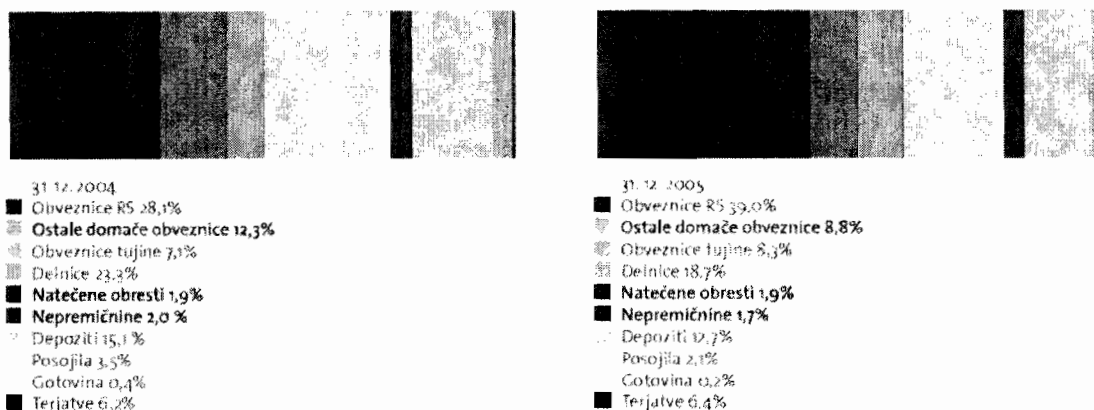 31. 12. 2004
Obveznice RS 28,1%
Ostale domače obveznice 12,3%
Obveznice tujine 7,1%
Delnice 23,3%
Natečene obresti 1,9%
Nepremičnine 2,0 %
Depoziti 15,1 %
Posojila 3,5%
Gotovina 0,4%
Terjatve 6,2%
31. 12. 2005
Obveznice RS 39,0%
Ostale domače obveznice 8,8%
Obveznice tujine 8,3%
Delnice 18,7%
Natečene obresti 1,9%
Nepremičnine 1,7%
Depoziti 12,7%
Posojila 2,1%
Gotovina 0,2%
Terjatve 6,4%